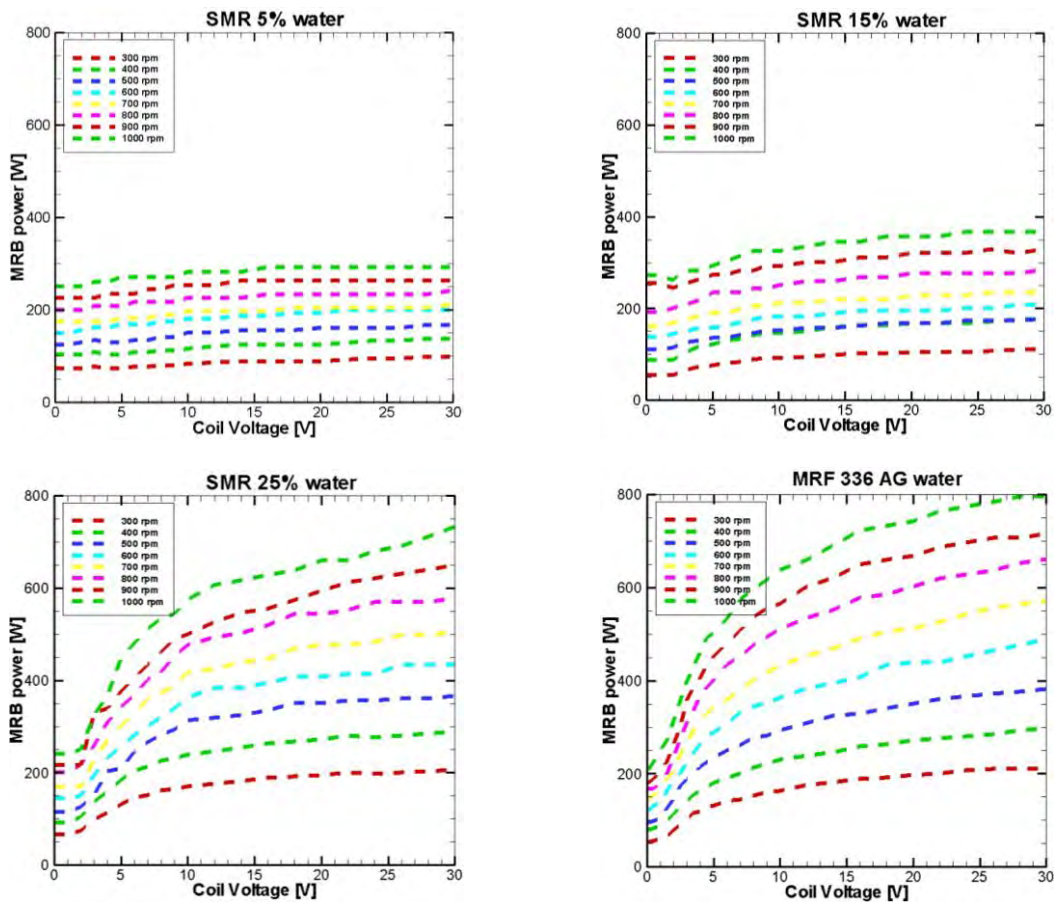 SMR 5% water
800
600
400
200
0
MRB power [W]
300 rpm
400 rpm
500 rpm
600 rpm
700 rpm
800 rpm
900 rpm
1000 rpm
0 5 10 15 20 25 30
Coil Voltage [V]
SMR 15% water
800
600
400
200
0
MRB power [W]
300 rpm
400 rpm
500 rpm
600 rpm
700 rpm
800 rpm
900 rpm
1000 rpm
0 5 10 15 20 25 30
Coil Voltage [V]
SMR 25% water
800
600
400
200
0
MRB power [W]
300 rpm
400 rpm
500 rpm
600 rpm
700 rpm
800 rpm
900 rpm
1000 rpm
0 5 10 15 20 25 30
Coil Voltage [V]
MRF 336 AG water
800
600
400
200
0
MRB power [W]
300 rpm
400 rpm
500 rpm
600 rpm
700 rpm
800 rpm
900 rpm
1000 rpm
0 5 10 15 20 25 30
Coil Voltage [V]